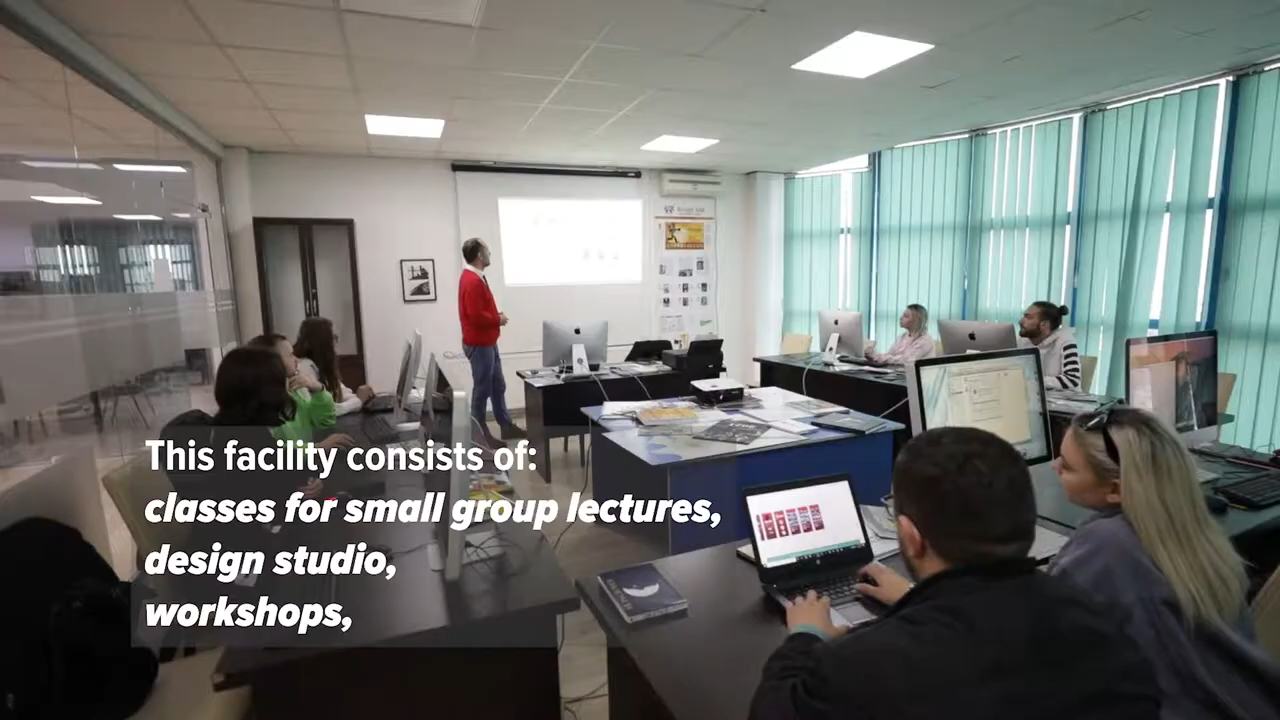 This facility consists of:
classes for small group lectures,
design studio,
workshops,